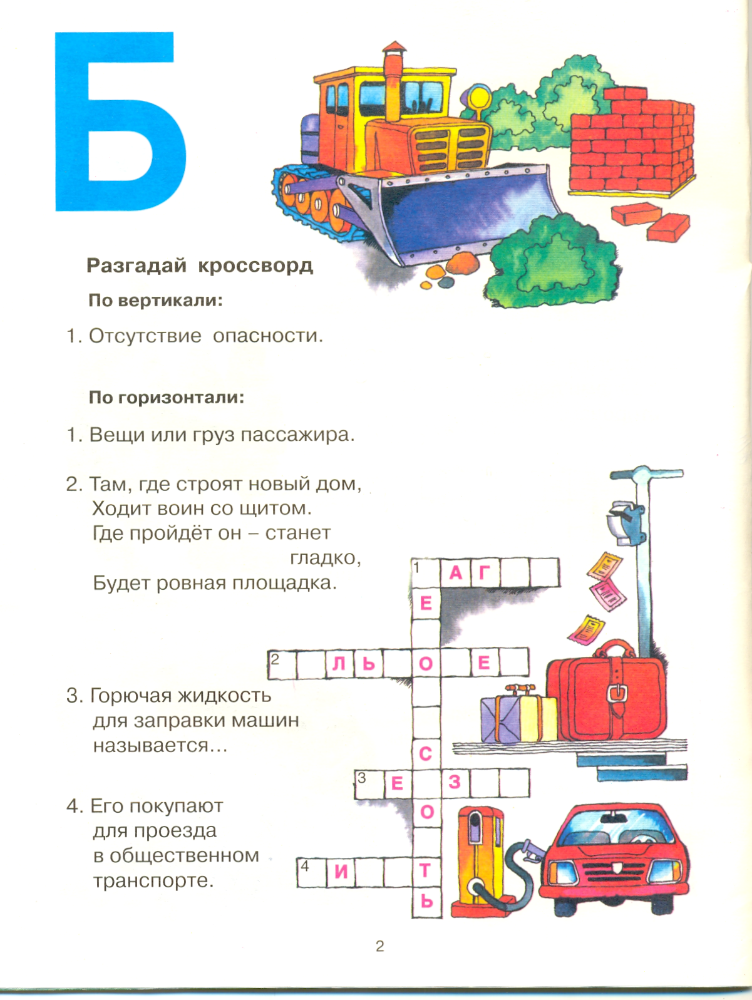 Б
Разгадай кроссворд
По вертикали:
1. Отсутствие опасности.
По горизонтали:
1. Вещи или груз пассажира.
2. Там, где строят новый дом,
Ходит воин со щитом.
Где пройдёт он – станет
гладко,
Будет ровная площадка.
1 А Г
Е
2 Л Ь О Е
3. Горючая жидкость
для заправки машин
называется...
С
3 Е З
О
4. Его покупают
для проезда
в общественном
транспорте.
4 И Т
Ь
2